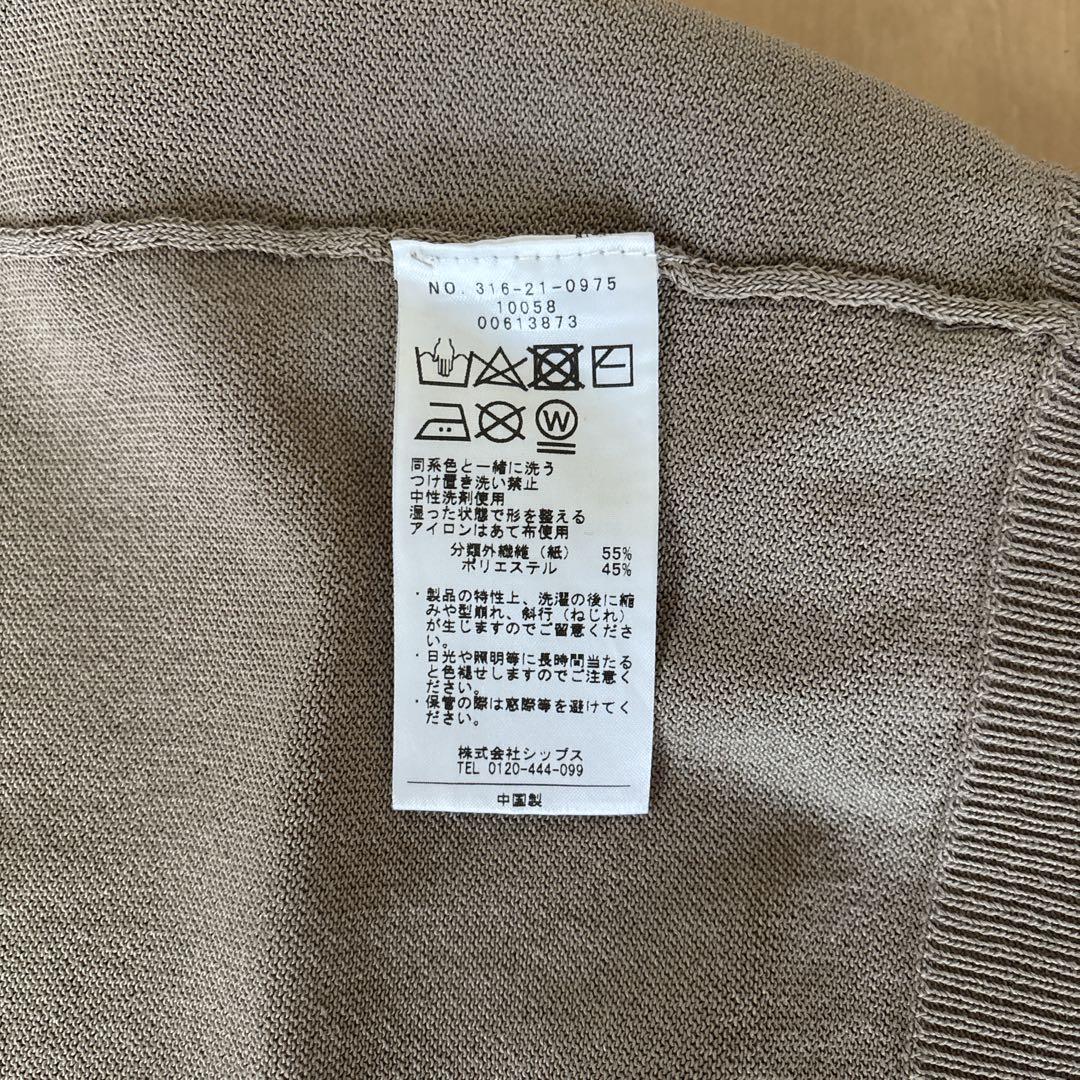 NO. 316-21-0975
10058
00613873
W
同系色と一緒に洗う
つけ置き洗い禁止
中性洗剤使用
湿った状態で形を整える
アイロンはあて布使用
分類外繊維（紙） 55%
ポリエステル 45%
・製品の特性上、洗濯の後に縮
みや型崩れ、斜行（ねじれ）
が生じますのでご留意くださ
い。
・日光や照明等に長時間当たる
と色褪せしますのでご注意く
ださい。
・保管の際は窓際等を避けてく
ださい。
株式会社シップス
TEL 0120-444-099
中国製